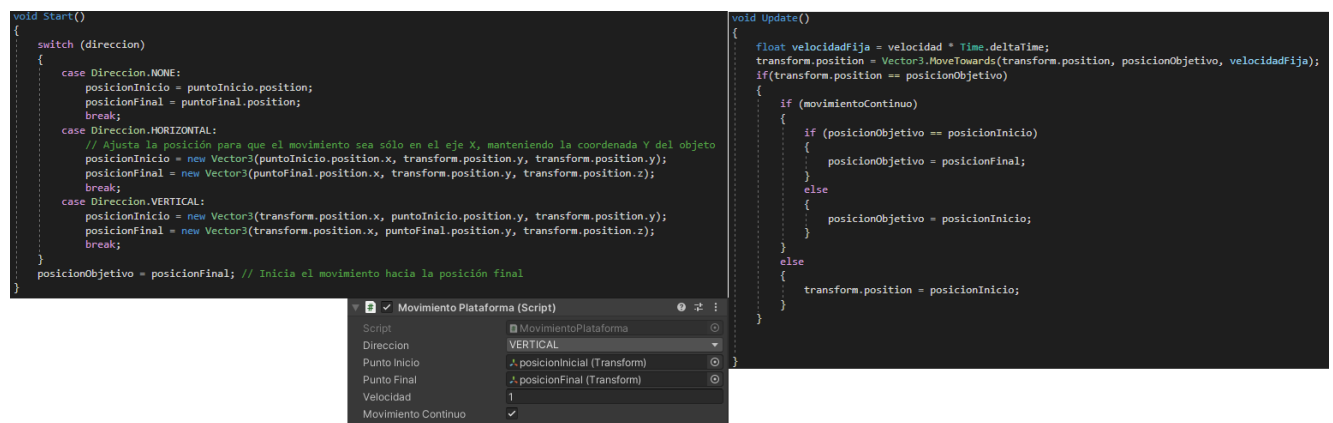 void Start()
{
switch (direccion)
{
case Direccion.NONE:
posicionInicio = puntoInicio.position;
posicionFinal = puntoFinal.position;
break;
case Direccion.HORIZONTAL:
// Ajusta la posición para que el movimiento sea sólo en el eje X, manteniendo la coordenada Y del objeto
posicionInicio = new Vector3(puntoInicio.position.x, transform.position.y, transform.position.y);
posicionFinal = new Vector3(puntoFinal.position.x, transform.position.y, transform.position.z);
break;
case Direccion.VERTICAL:
posicionInicio = new Vector3(transform.position.x, puntoInicio.position.y, transform.position.y);
posicionFinal = new Vector3(transform.position.x, puntoFinal.position.y, transform.position.z);
break;
}
posicionObjetivo = posicionFinal; // Inicia el movimiento hacia la posición final
}
void Update()
{
float velocidadFija = velocidad * Time.deltaTime;
transform.position = Vector3.MoveTowards(transform.position, posicionObjetivo, velocidadFija);
if(transform.position == posicionObjetivo)
{
if (movimientoContinuo)
{
if (posicionObjetivo == posicionInicio)
{
posicionObjetivo = posicionFinal;
}
else
{
posicionObjetivo = posicionInicio;
}
}
else
{
transform.position = posicionInicio;
}
}
}
# Movimiento Plataforma (Script)
Script # MovimientoPlataforma
Direccion VERTICAL
Punto Inicio posicionInicial (Transform)
Punto Final posicionFinal (Transform)
Velocidad 1
Movimiento Continuo